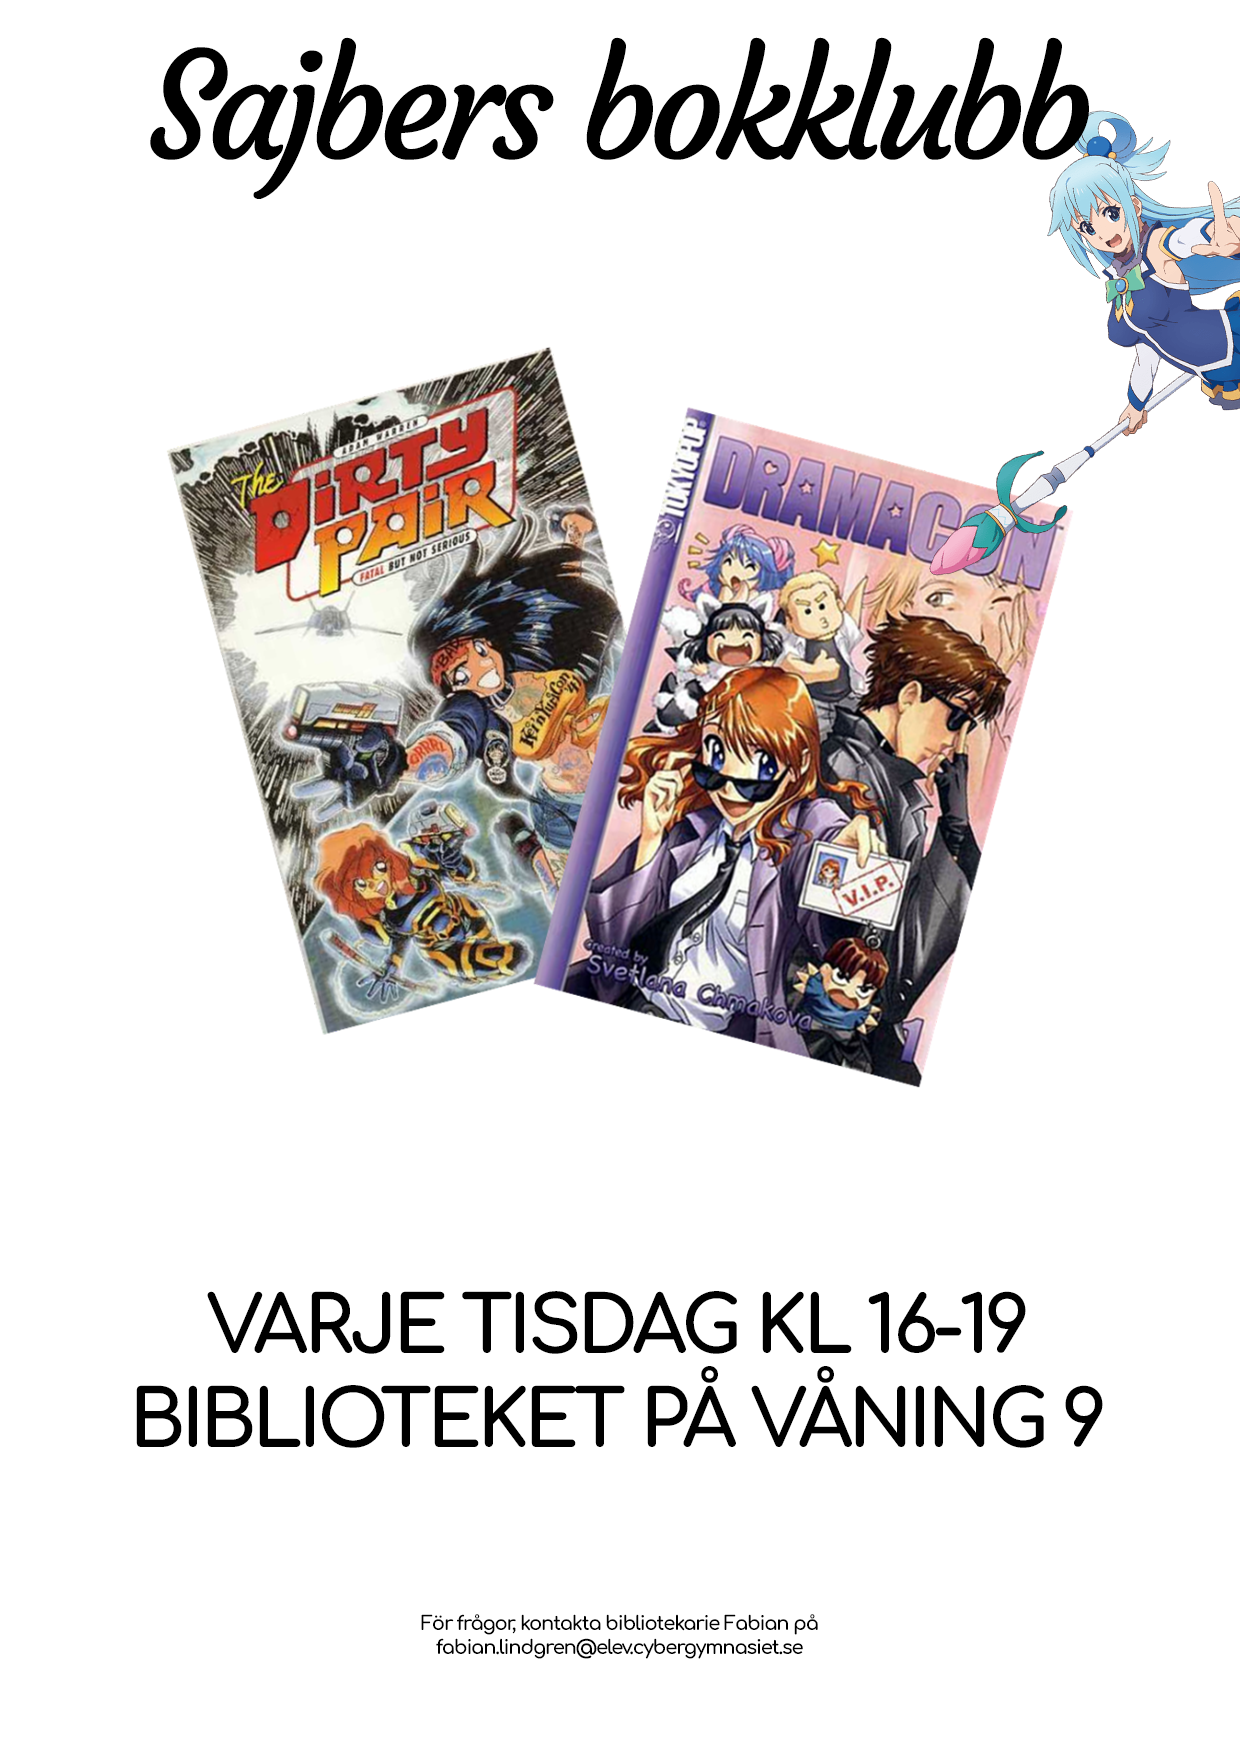 Sajbers bokklubb
ADAM WARREN
The
DIRTY
PAIR
FATAL BUT NOT SERIOUS
TOKYOPOP
DRAMACON
V.I.P.
created by
Svetlana Chmakova
1
VARJE TISDAG KL 16-19
BIBLIOTEKET PÅ VÅNING 9
För frågor, kontakta bibliotekarie Fabian på
fabian.lindgren@elev.cybergymnasiet.se